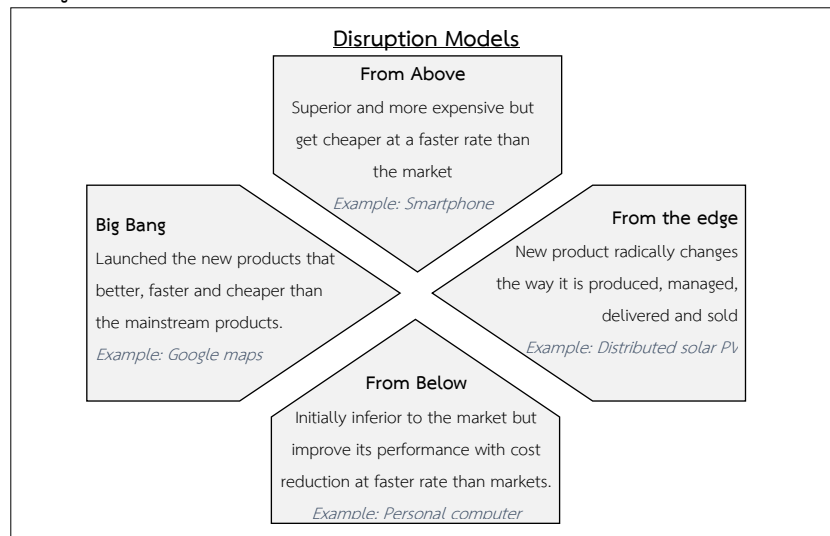 Disruption Models
From Above
Superior and more expensive but
get cheaper at a faster rate than
the market
Example: Smartphone
Big Bang
Launched the new products that
better, faster and cheaper than
the mainstream products.
Example: Google maps
From the edge
New product radically changes
the way it is produced, managed,
delivered and sold
Example: Distributed solar PV
From Below
Initially inferior to the market but
improve its performance with cost
reduction at faster rate than markets.
Example: Personal computer